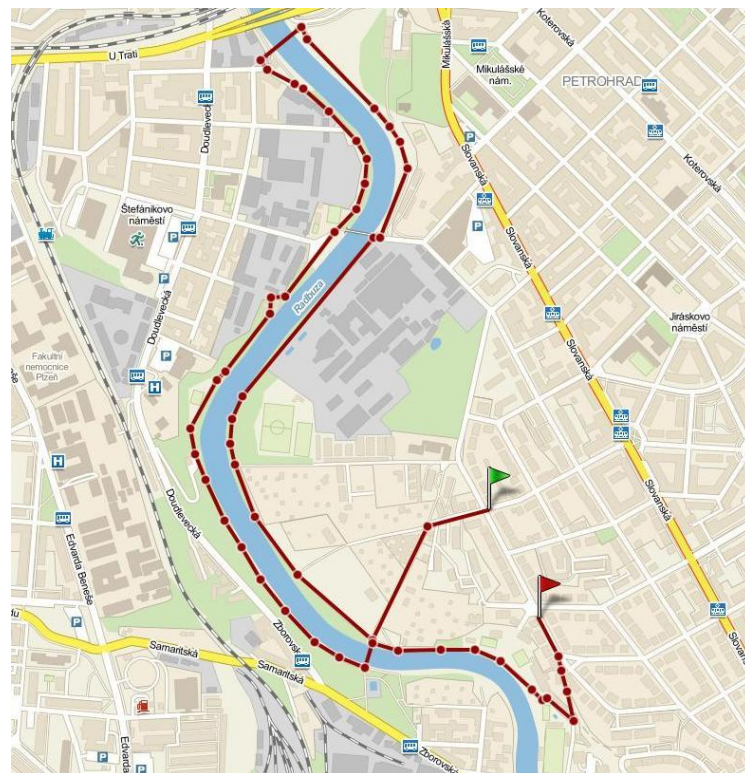 U Trati
Doudlevecká
Mikulášská
Koterovská
Mikulášské
nám.
PETROHRAD
Slovanská
Koterovská
Štefánikovo
náměstí
P
P
P
Slovanská
P
Radbuza
Doudlevecká
Slovanská
Jiráskovo
náměstí
Fakultní
nemocnice
Plzeň
P
H
H
Doudlevecká
Slovanská
Edvarda Beneše
P
Samaritská
Zborovská
Samaritská
Slovanská
Edvarda
P
P
Zborovská